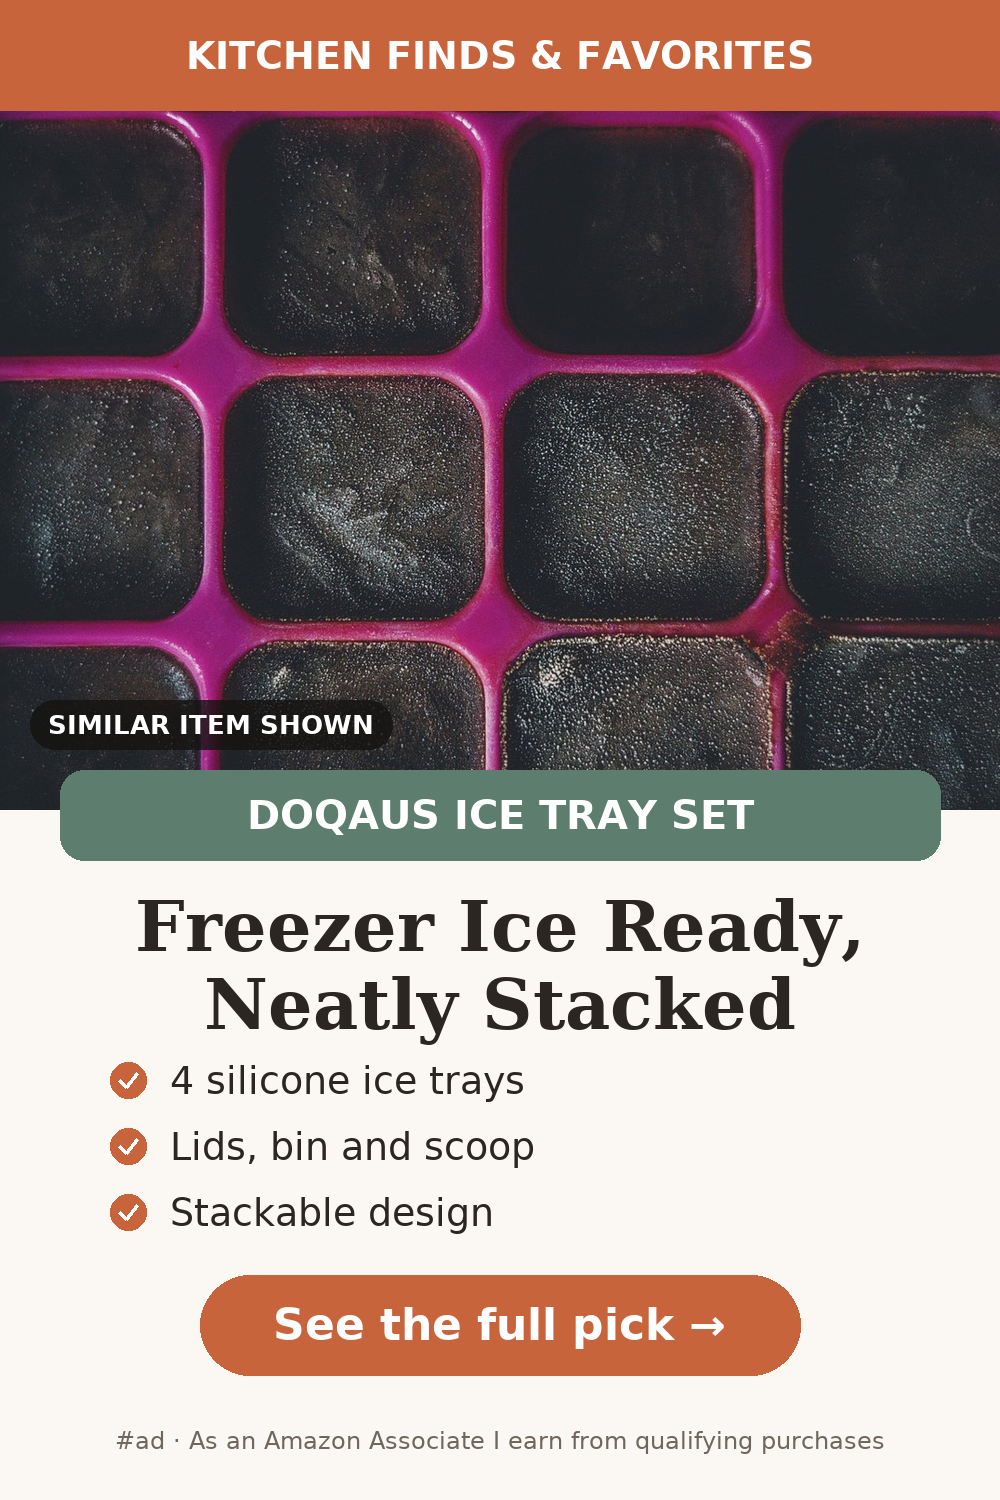 KITCHEN FINDS & FAVORITES
SIMILAR ITEM SHOWN
DOQAUS ICE TRAY SET
Freezer Ice Ready,
Neatly Stacked
4 silicone ice trays
Lids, bin and scoop
Stackable design
See the full pick →
#ad · As an Amazon Associate I earn from qualifying purchases